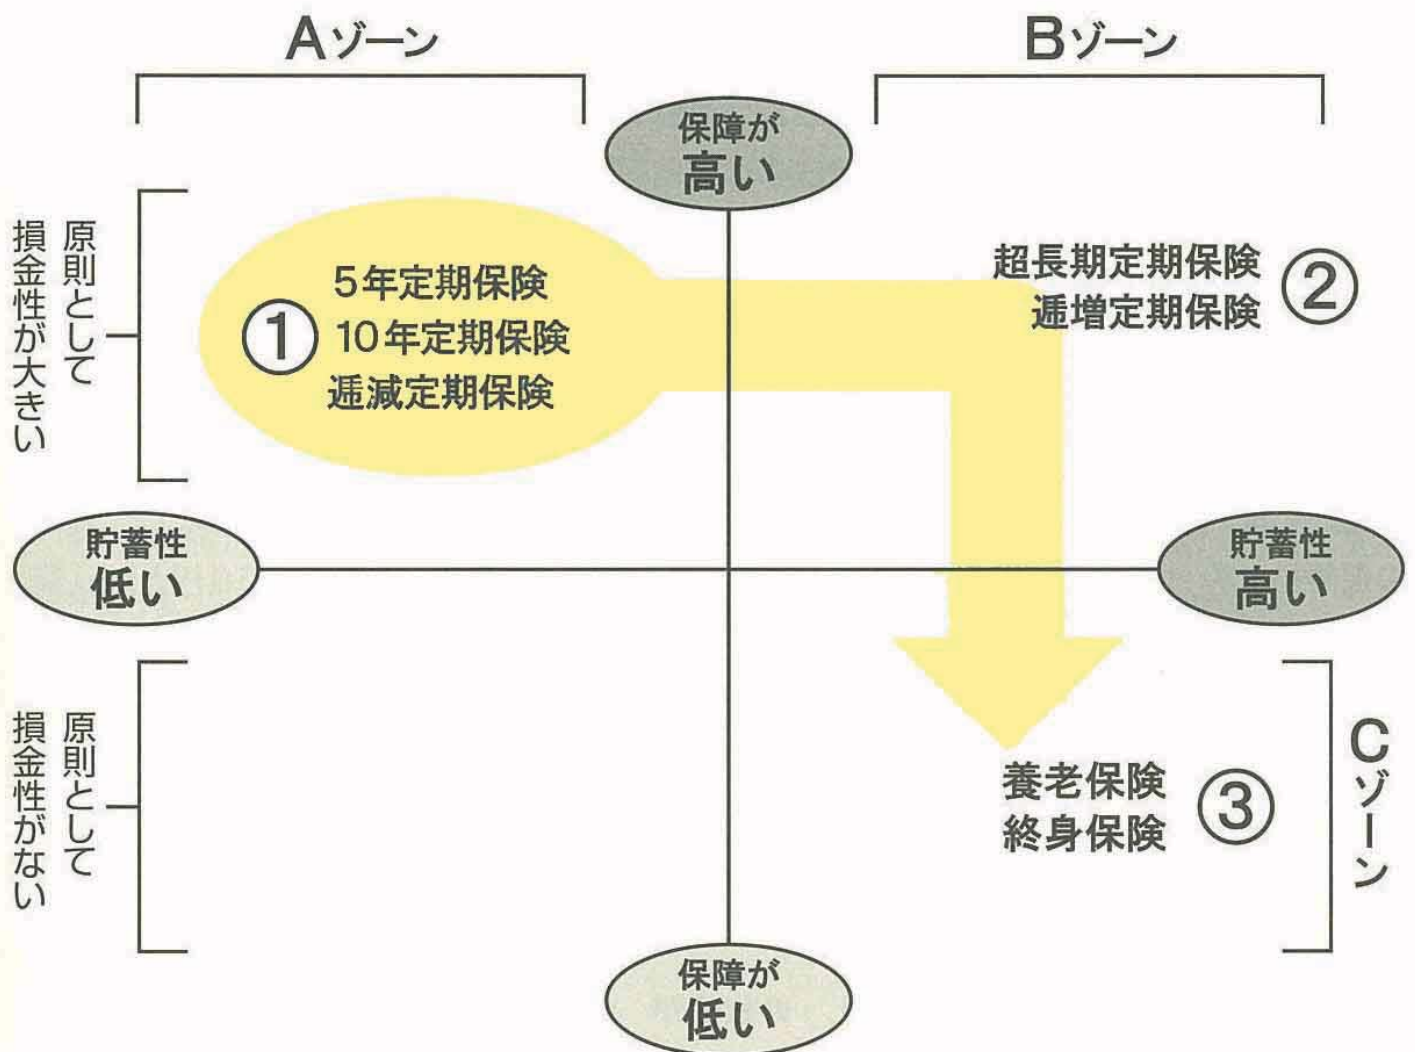 Aゾーン
Bゾーン
保障が
高い
原則として
損金性が大きい
①
5年定期保険
10年定期保険
逓減定期保険
超長期定期保険
逓増定期保険
②
貯蓄性
低い
貯蓄性
高い
原則として
損金性がない
養老保険
終身保険
③
Cゾーン
保障が
低い